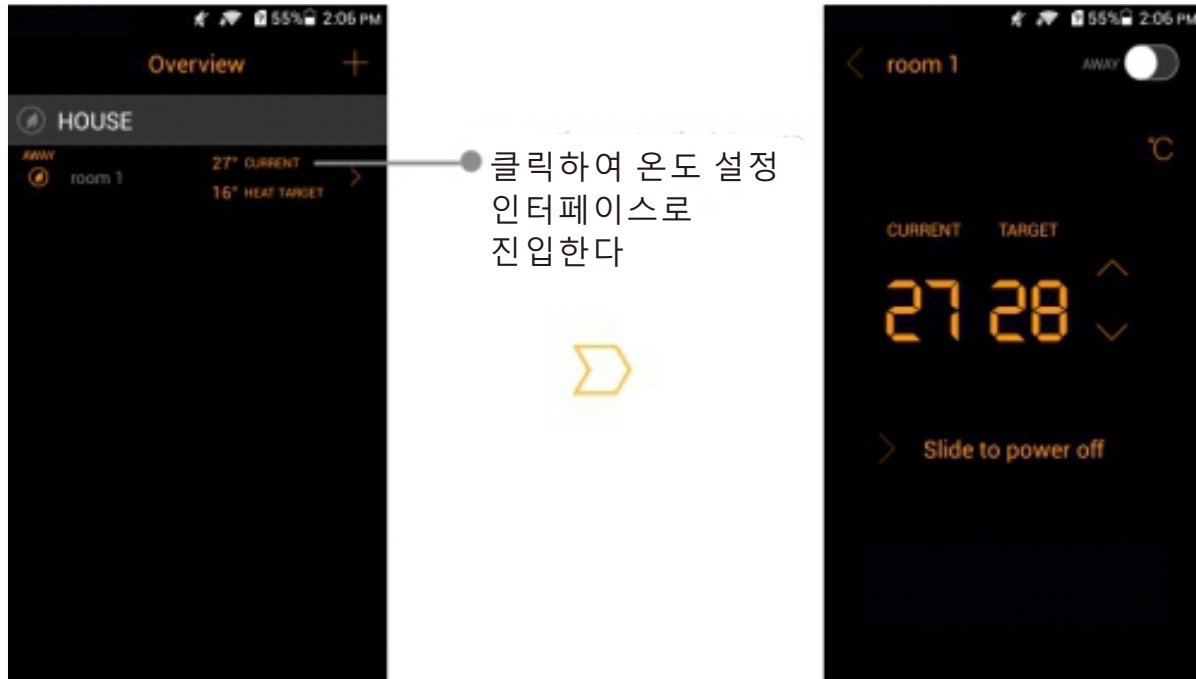 55% 2:06 PM
Overview
HOUSE
AWAY
room 1
27° CURRENT
16° HEAT TARGET
클릭하여 온도 설정
인터페이스로
진입한다
55% 2:06 PM
room 1
AWAY
℃
CURRENT TARGET
27 28
Slide to power off